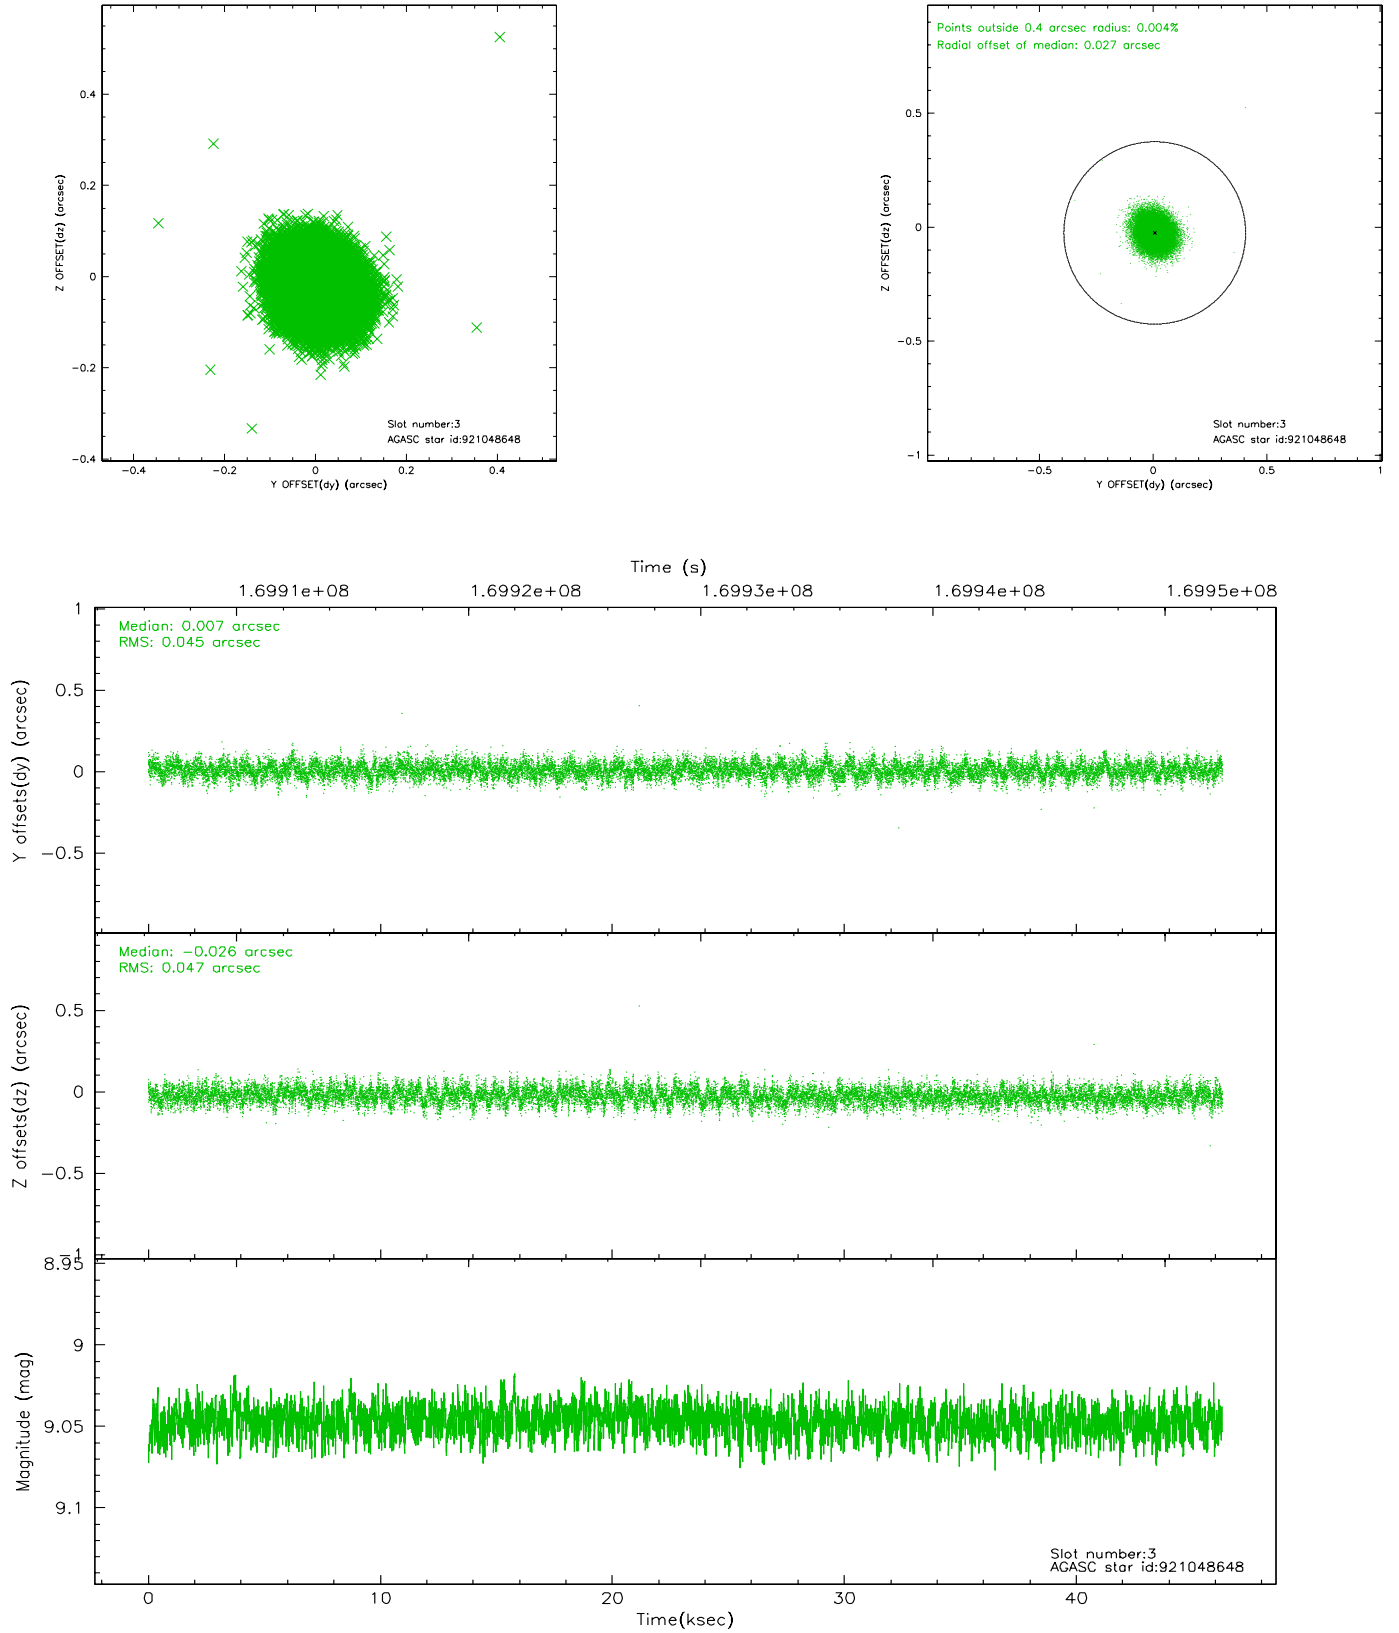 0.4
0.2
0
−0.2
−0.4
Z OFFSET(dz) (arcsec)
−0.4
−0.2
0
0.2
0.4
Y OFFSET(dy) (arcsec)
Slot number:3
AGASC star id:921048648
Points outside 0.4 arcsec radius: 0.004%
Radial offset of median: 0.027 arcsec
0.5
0
−0.5
−1
Z OFFSET(dz) (arcsec)
−0.5
0
0.5
1
Y OFFSET(dy) (arcsec)
Slot number:3
AGASC star id:921048648
Time (s)
1.6991e+08
1.6992e+08
1.6993e+08
1.6994e+08
1.6995e+08
Median: 0.007 arcsec
RMS: 0.045 arcsec
1
0.5
0
−0.5
Y offsets(dy) (arcsec)
Median: −0.026 arcsec
RMS: 0.047 arcsec
0.5
0
−0.5
−1
Z offsets(dz) (arcsec)
8.95
9
9.05
9.1
Magnitude (mag)
Slot number:3
AGASC star id:921048648
0
10
20
30
40
Time(ksec)